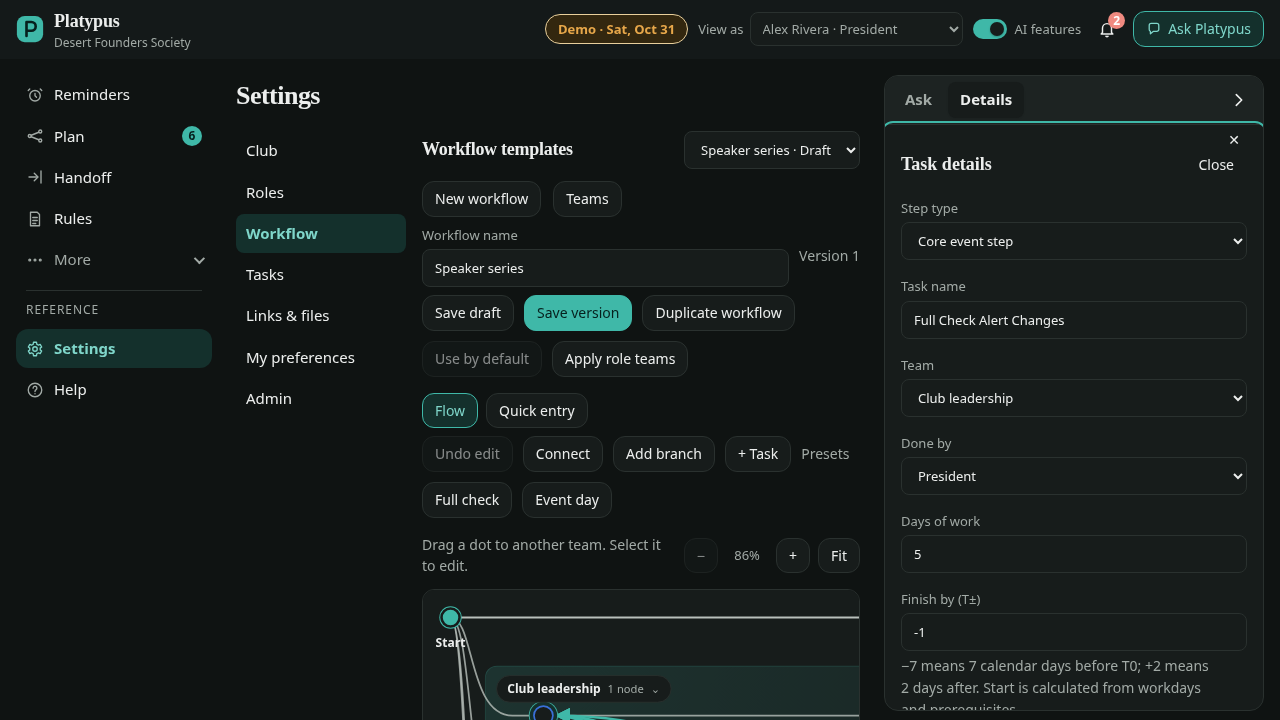 Platypus
Desert Founders Society
Demo · Sat, Oct 31
View as
Alex Rivera · President
AI features
2
Ask Platypus
Reminders
Plan
6
Handoff
Rules
More
REFERENCE
Settings
Help
Settings
Club
Roles
Workflow
Tasks
Links & files
My preferences
Admin
Workflow templates
Speaker series · Draft
New workflow
Teams
Workflow name
Speaker series
Version 1
Save draft
Save version
Duplicate workflow
Use by default
Apply role teams
Flow
Quick entry
Undo edit
Connect
Add branch
+ Task
Presets
Full check
Event day
Drag a dot to another team. Select it
to edit.
−
86%
+
Fit
Start
Club leadership
1 node
Ask
Details
×
Task details
Close
Step type
Core event step
Task name
Full Check Alert Changes
Team
Club leadership
Done by
President
Days of work
5
Finish by (T±)
-1
−7 means 7 calendar days before T0; +2 means
2 days after. Start is calculated from workdays
and prerequisites.